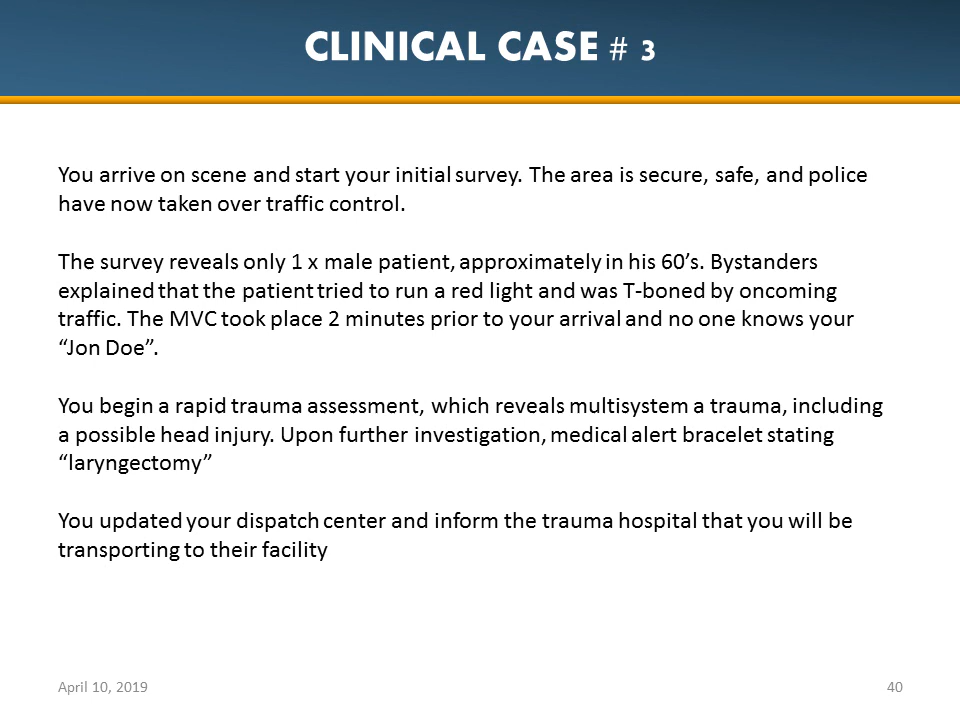 CLINICAL CASE # 3
You arrive on scene and start your initial survey. The area is secure, safe, and police
have now taken over traffic control.
The survey reveals only 1 x male patient, approximately in his 60’s. Bystanders
explained that the patient tried to run a red light and was T-boned by oncoming
traffic. The MVC took place 2 minutes prior to your arrival and no one knows your
“Jon Doe”.
You begin a rapid trauma assessment, which reveals multisystem a trauma, including
a possible head injury. Upon further investigation, medical alert bracelet stating
“laryngectomy”
You updated your dispatch center and inform the trauma hospital that you will be
transporting to their facility
April 10, 2019
40